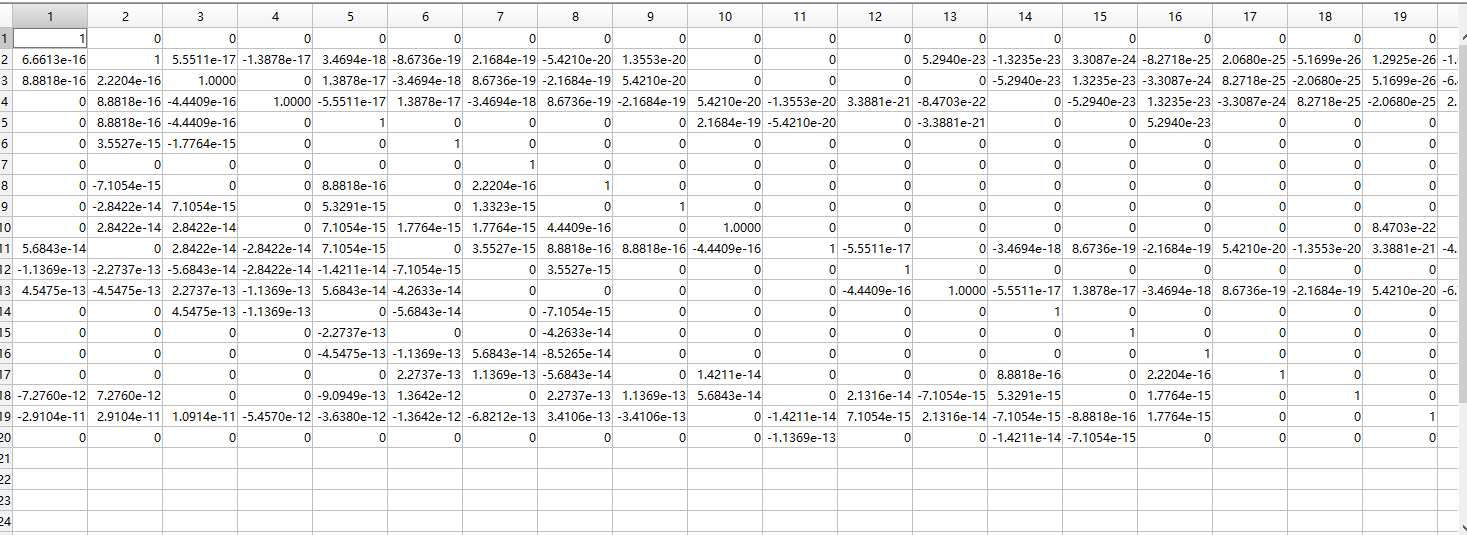 1 2 3 4 5 6 7 8 9 10 11 12 13 14 15 16 17 18 19
1 1 0 0 0 0 0 0 0 0 0 0 0 0 0 0 0 0 0 0
2 6.6613e-16 1 5.5511e-17 -1.3878e-17 3.4694e-18 -8.6736e-19 2.1684e-19 -5.4210e-20 1.3553e-20 0 0 0 5.2940e-23 -1.3235e-23 3.3087e-24 -8.2718e-25 2.0680e-25 -5.1699e-26 1.2925e-26 -1.
3 8.8818e-16 2.2204e-16 1.0000 0 1.3878e-17 -3.4694e-18 8.6736e-19 -2.1684e-19 5.4210e-20 0 0 0 -5.2940e-23 1.3235e-23 -3.3087e-24 8.2718e-25 -2.0680e-25 5.1699e-26 -6.
4 0 8.8818e-16 -4.4409e-16 1.0000 -5.5511e-17 1.3878e-17 -3.4694e-18 8.6736e-19 -2.1684e-19 5.4210e-20 -1.3553e-20 3.3881e-21 -8.4703e-22 0 -5.2940e-23 1.3235e-23 -3.3087e-24 8.2718e-25 -2.0680e-25 2.
5 0 8.8818e-16 -4.4409e-16 0 1 0 0 0 0 2.1684e-19 -5.4210e-20 0 -3.3881e-21 0 0 5.2940e-23 0 0 0
6 0 3.5527e-15 -1.7764e-15 0 0 1 0 0 0 0 0 0 0 0 0 0 0 0 0
7 0 0 0 0 0 0 1 0 0 0 0 0 0 0 0 0 0 0 0
8 0 -7.1054e-15 0 0 8.8818e-16 0 2.2204e-16 1 0 0 0 0 0 0 0 0 0 0 0
9 0 -2.8422e-14 7.1054e-15 0 5.3291e-15 0 1.3323e-15 0 1 0 0 0 0 0 0 0 0 0 0
10 0 2.8422e-14 2.8422e-14 0 7.1054e-15 1.7764e-15 1.7764e-15 4.4409e-16 0 1.0000 0 0 0 0 0 0 0 0 8.4703e-22
11 5.6843e-14 0 2.8422e-14 -2.8422e-14 7.1054e-15 0 3.5527e-15 8.8818e-16 8.8818e-16 -4.4409e-16 1 -5.5511e-17 0 -3.4694e-18 8.6736e-19 -2.1684e-19 5.4210e-20 -1.3553e-20 3.3881e-21 -4.
12 -1.1369e-13 -2.2737e-13 -5.6843e-14 -2.8422e-14 -1.4211e-14 -7.1054e-15 0 3.5527e-15 0 0 0 1 0 0 0 0 0 0 0
13 4.5475e-13 -4.5475e-13 2.2737e-13 -1.1369e-13 5.6843e-14 -4.2633e-14 0 0 0 0 0 -4.4409e-16 1.0000 -5.5511e-17 1.3878e-17 -3.4694e-18 8.6736e-19 -2.1684e-19 5.4210e-20 -6.
14 0 0 4.5475e-13 -1.1369e-13 0 -5.6843e-14 0 -7.1054e-15 0 0 0 0 0 1 0 0 0 0 0
15 0 0 0 0 -2.2737e-13 0 0 -4.2633e-14 0 0 0 0 0 0 1 0 0 0 0
16 0 0 0 0 -4.5475e-13 -1.1369e-13 5.6843e-14 -8.5265e-14 0 0 0 0 0 0 0 1 0 0 0
17 0 0 0 0 0 2.2737e-13 1.1369e-13 -5.6843e-14 0 1.4211e-14 0 0 0 8.8818e-16 0 2.2204e-16 1 0 0
18 -7.2760e-12 7.2760e-12 0 0 -9.0949e-13 1.3642e-12 0 2.2737e-13 1.1369e-13 5.6843e-14 0 2.1316e-14 -7.1054e-15 5.3291e-15 0 1.7764e-15 0 1 0
19 -2.9104e-11 2.9104e-11 1.0914e-11 -5.4570e-12 -3.6380e-12 -1.3642e-12 -6.8212e-13 3.4106e-13 -3.4106e-13 0 -1.4211e-14 7.1054e-15 2.1316e-14 -7.1054e-15 -8.8818e-16 1.7764e-15 0 0 1
20 0 0 0 0 0 0 0 0 0 0 -1.1369e-13 0 0 -1.4211e-14 -7.1054e-15 0 0 0 0
21
22
23
24